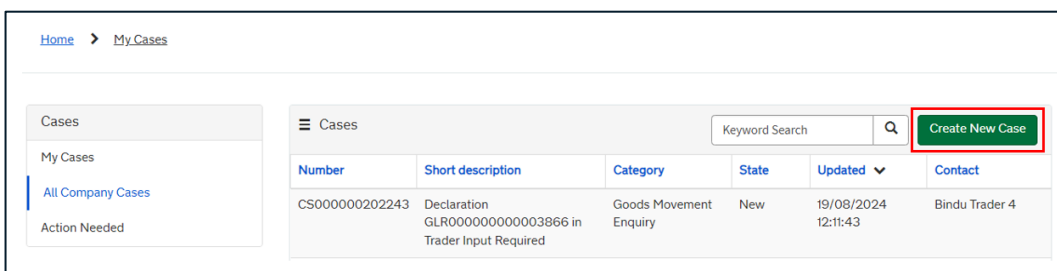 Home > My Cases
Cases
My Cases
All Company Cases
Action Needed
Cases
Keyword Search
Create New Case
Number Short description Category State Updated Contact
CS000000202243 Declaration Goods Movement New 19/08/2024 Bindu Trader 4
GLR000000000003866 in Enquiry 12:11:43
Trader Input Required